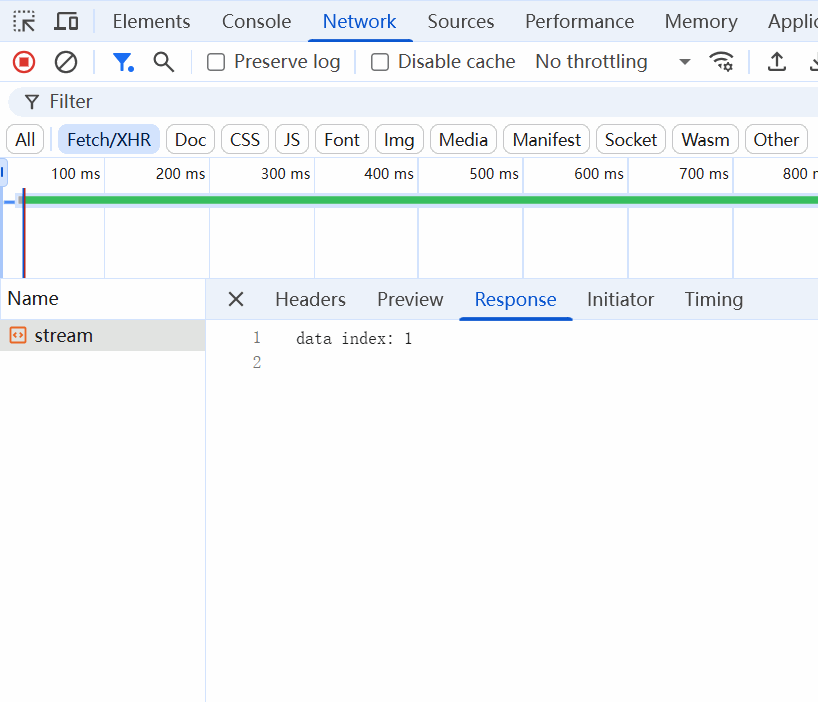 Elements Console Network Sources Performance Memory Applic
Preserve log Disable cache No throttling
Filter
All Fetch/XHR Doc CSS JS Font Img Media Manifest Socket Wasm Other
100 ms 200 ms 300 ms 400 ms 500 ms 600 ms 700 ms 800 m
Name Headers Preview Response Initiator Timing
stream 1 data index: 1
2